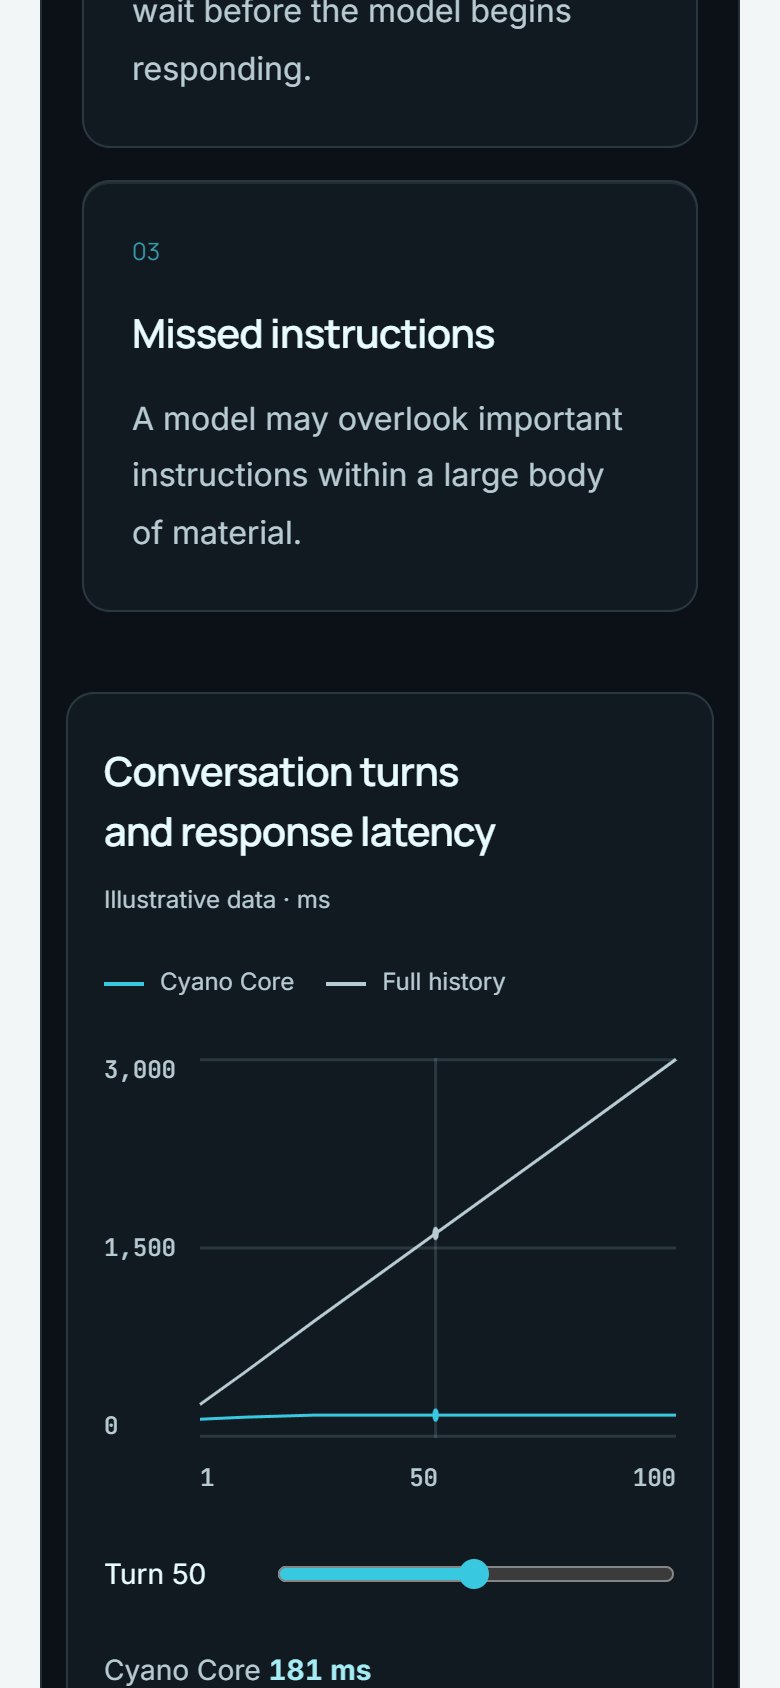 wait before the model begins
responding.
03
Missed instructions
A model may overlook important
instructions within a large body
of material.
Conversation turns
and response latency
Illustrative data · ms
Cyano Core
Full history
3,000
1,500
0
1
50
100
Turn 50
Cyano Core 181 ms